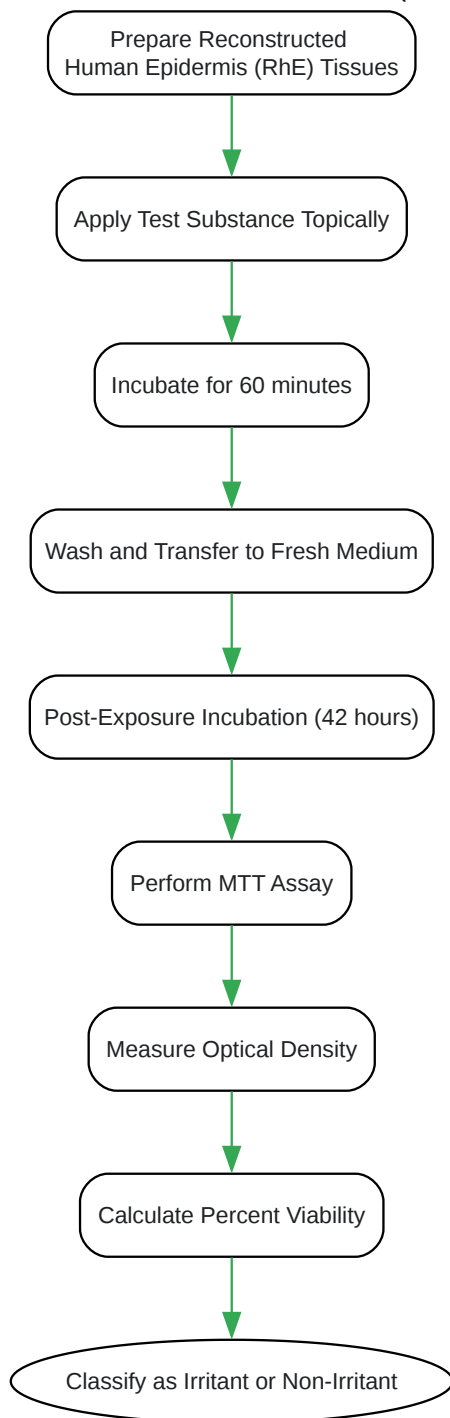 Prepare Reconstructed
Human Epidermis (RhE) Tissues
Apply Test Substance Topically
Incubate for 60 minutes
Wash and Transfer to Fresh Medium
Post-Exposure Incubation (42 hours)
Perform MTT Assay
Measure Optical Density
Calculate Percent Viability
Classify as Irritant or Non-Irritant